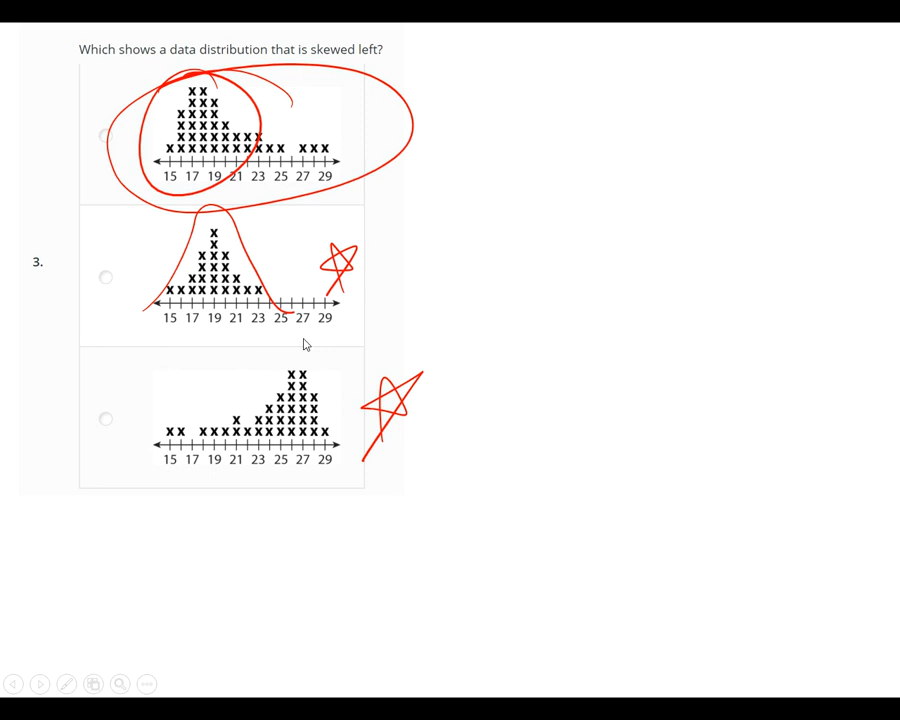 Which shows a data distribution that is skewed left?
x x
x x x
x x x x
x x x x x
x x x x x x x x
x x x x x x x x x x x x x x
15 17 19 21 23 25 27 29
3.
x
x
x x x
x x x
x x x x x
x x x x x x x x x
15 17 19 21 23 25 27 29
x x
x x
x x x x
x x x x x
x x x x x x x
x x x x x x x x x x x x x x
15 17 19 21 23 25 27 29